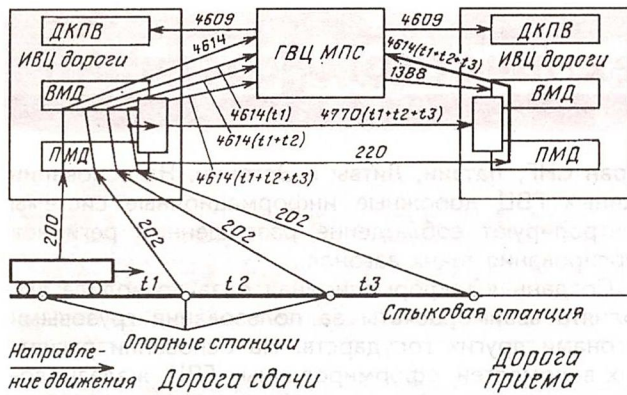 4609
4609
ДКПВ
4614
ГВЦ МПС
4614(t1+t2+t3)
ДКПВ
ИВЦ дороги
ИВЦ дороги
1388
ВМД
4614(t1)
4770(t1+t2+t3)
ВМД
4614(t1+t2)
ПМД
220
ПМД
4614(t1+t2+t3)
200
202
202
202
t1
t2
t3
Стыковая станция
Опорные станции
Направле-
ние движения
Дорога сдачи
Дорога
приема